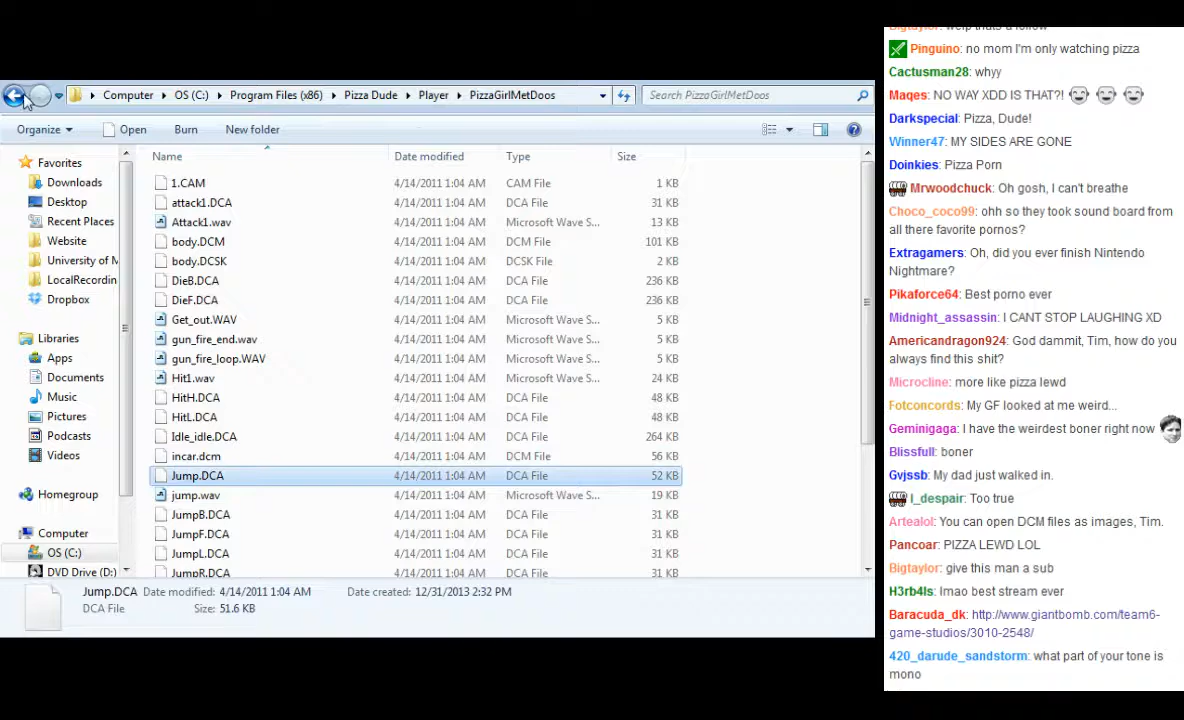 Computer ▸ OS (C:) ▸ Program Files (x86) ▸ Pizza Dude ▸ Player ▸ PizzaGirlMetDoos
Search PizzaGirlMetDoos
Organize Open Burn New folder
Name Date modified Type Size
Favorites
Downloads
Desktop
Recent Places
Website
University of M
LocalRecordin
Dropbox
Libraries
Apps
Documents
Music
Pictures
Podcasts
Videos
Homegroup
Computer
OS (C:)
DVD Drive (D:)
1.CAM 4/14/2011 1:04 AM CAM File 1 KB
attack1.DCA 4/14/2011 1:04 AM DCA File 31 KB
Attack1.wav 4/14/2011 1:04 AM Microsoft Wave S... 13 KB
body.DCM 4/14/2011 1:04 AM DCM File 101 KB
body.DCSK 4/14/2011 1:04 AM DCSK File 2 KB
DieB.DCA 4/14/2011 1:04 AM DCA File 236 KB
DieF.DCA 4/14/2011 1:04 AM DCA File 236 KB
Get_out.WAV 4/14/2011 1:04 AM Microsoft Wave S... 5 KB
gun_fire_end.wav 4/14/2011 1:04 AM Microsoft Wave S... 5 KB
gun_fire_loop.WAV 4/14/2011 1:04 AM Microsoft Wave S... 5 KB
Hit1.wav 4/14/2011 1:04 AM Microsoft Wave S... 24 KB
HitH.DCA 4/14/2011 1:04 AM DCA File 48 KB
HitL.DCA 4/14/2011 1:04 AM DCA File 48 KB
Idle_idle.DCA 4/14/2011 1:04 AM DCA File 264 KB
incar.dcm 4/14/2011 1:04 AM DCM File 56 KB
Jump.DCA 4/14/2011 1:04 AM DCA File 52 KB
jump.wav 4/14/2011 1:04 AM Microsoft Wave S... 19 KB
JumpB.DCA 4/14/2011 1:04 AM DCA File 31 KB
JumpF.DCA 4/14/2011 1:04 AM DCA File 31 KB
JumpL.DCA 4/14/2011 1:04 AM DCA File 31 KB
JumpR.DCA 4/14/2011 1:04 AM DCA File 31 KB
Jump.DCA Date modified: 4/14/2011 1:04 AM Date created: 12/31/2013 2:32 PM
DCA File Size: 51.6 KB
Bigtaylor: welp thats a follow
Pinguino: no mom I'm only watching pizza
Cactusman28: whyy
Maqes: NO WAY XDD IS THAT?!
Darkspecial: Pizza, Dude!
Winner47: MY SIDES ARE GONE
Doinkies: Pizza Porn
Mrwoodchuck: Oh gosh, I can't breathe
Choco_coco99: ohh so they took sound board from
all there favorite pornos?
Extragamers: Oh, did you ever finish Nintendo
Nightmare?
Pikaforce64: Best porno ever
Midnight_assassin: I CANT STOP LAUGHING XD
Americandragon924: God dammit, Tim, how do you
always find this shit?
Microcline: more like pizza lewd
Fotconcords: My GF looked at me weird...
Geminigaga: I have the weirdest boner right now
Blissfull: boner
Gvjssb: My dad just walked in.
I_despair: Too true
Artealol: You can open DCM files as images, Tim.
Pancoar: PIZZA LEWD LOL
Bigtaylor: give this man a sub
H3rb4ls: lmao best stream ever
Baracuda_dk: http://www.giantbomb.com/team6-
game-studios/3010-2548/
420_darude_sandstorm: what part of your tone is
mono